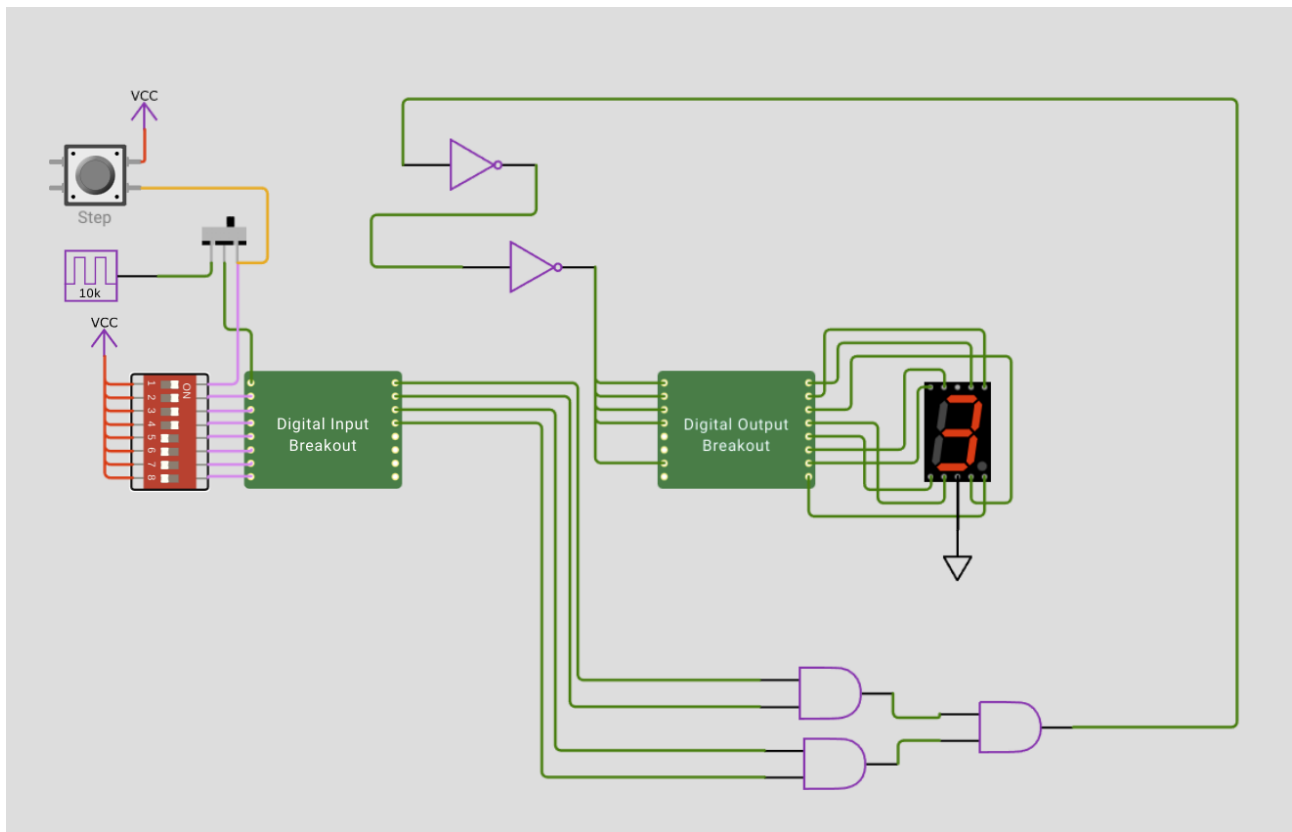 VCC
Step
10k
VCC
ON
1
2
3
4
5
6
7
8
Digital Input
Breakout
Digital Output
Breakout